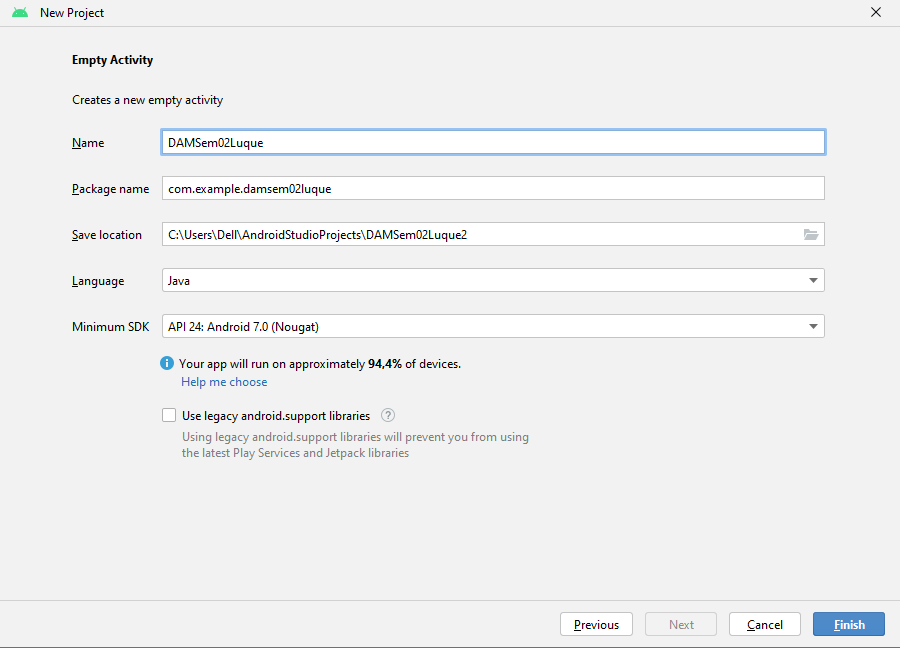 New Project
Empty Activity
Creates a new empty activity
Name DAMSem02Luque
Package name com.example.damsem02luque
Save location C:\Users\Dell\AndroidStudioProjects\DAMSem02Luque2
Language Java
Minimum SDK API 24: Android 7.0 (Nougat)
Your app will run on approximately 94,4% of devices.
Help me choose
Use legacy android.support libraries ?
Using legacy android.support libraries will prevent you from using
the latest Play Services and Jetpack libraries
Previous Next Cancel Finish